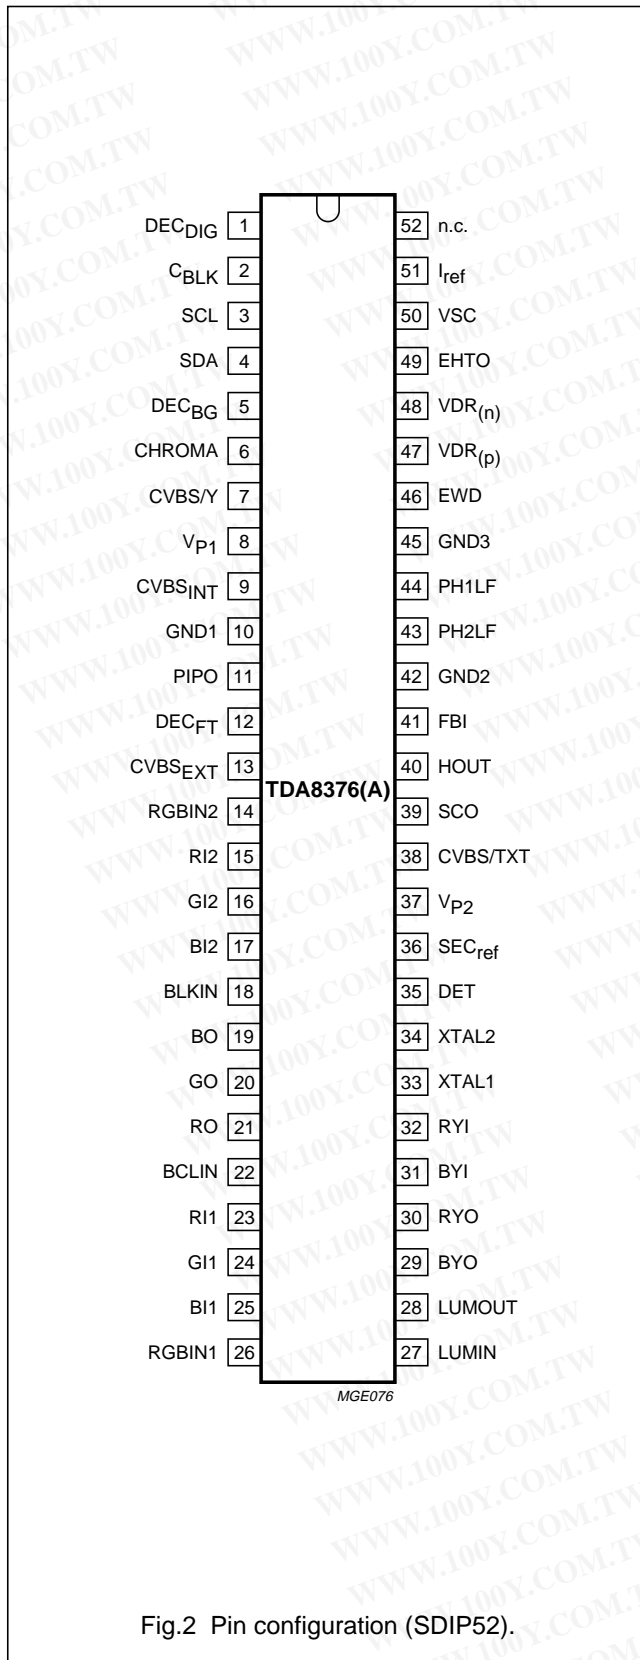 DECDIG 1 52 n.c.
CBLK 2 51 Iref
SCL 3 50 VSC
SDA 4 49 EHTO
DECBG 5 48 VDR(n)
CHROMA 6 47 VDR(p)
CVBS/Y 7 46 EWD
VP1 8 45 GND3
CVBSINT 9 44 PH1LF
GND1 10 43 PH2LF
PIPO 11 42 GND2
DECFT 12 41 FBI
CVBSEXT 13 40 HOUT
TDA8376(A)
RGBIN2 14 39 SCO
RI2 15 38 CVBS/TXT
GI2 16 37 VP2
BI2 17 36 SECref
BLKIN 18 35 DET
BO 19 34 XTAL2
GO 20 33 XTAL1
RO 21 32 RYI
BCLIN 22 31 BYI
RI1 23 30 RYO
GI1 24 29 BYO
BI1 25 28 LUMOUT
RGBIN1 26 27 LUMIN
MGE076
Fig.2 Pin configuration (SDIP52).
WWW.100Y.COM.TW